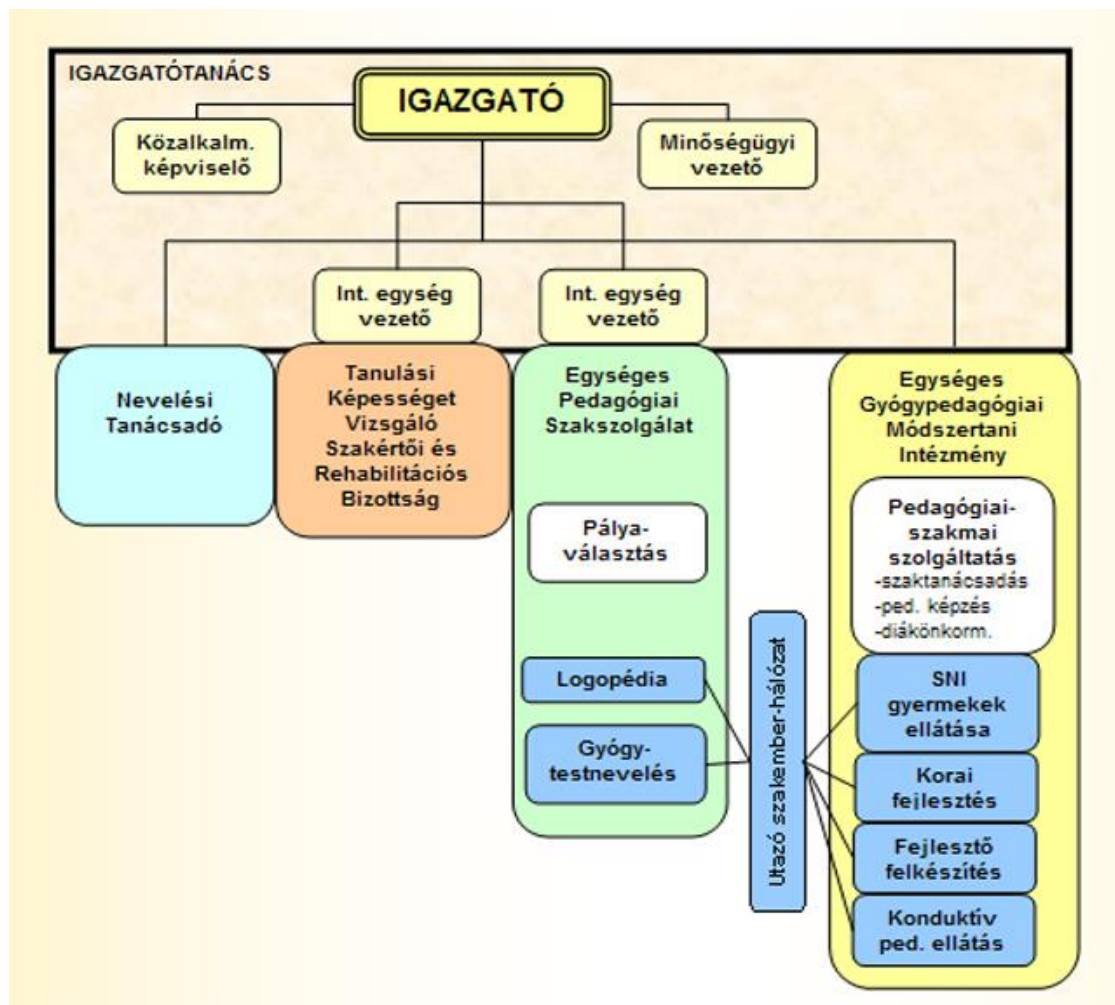 IGAZGATÓTANÁCS
IGAZGATÓ
Közalkalm.
képviselő
Minőségügyi
vezető
Int. egység
vezető
Int. egység
vezető
Nevelési
Tanácsadó
Tanulási
Képességet
Vizsgáló
Szakértői és
Rehabilitációs
Bizottság
Egységes
Pedagógiai
Szakszolgálat
Pálya-
választás
Logopédia
Gyógy-
testnevelés
Utazó szakember-hálózat
Egységes
Gyógypedagógiai
Módszertani
Intézmény
Pedagógiai-
szakmai
szolgáltatás
-szaktanácsadás
-ped. képzés
-diákönkorm.
SNI
gyermekek
ellátása
Korai
fejlesztés
Fejlesztő
felkészítés
Konduktív
ped. ellátás